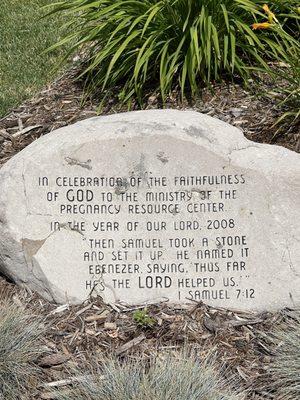 IN CELEBRATION OF THE FAITHFULNESS
OF GOD TO THE MINISTRY OF THE
PREGNANCY RESOURCE CENTER
IN THE YEAR OF OUR LORD, 2008
"THEN SAMUEL TOOK A STONE
AND SET IT UP. HE NAMED IT
EBENEZER, SAYING, 'THUS FAR
HAS THE LORD HELPED US.'"
I SAMUEL 7:12